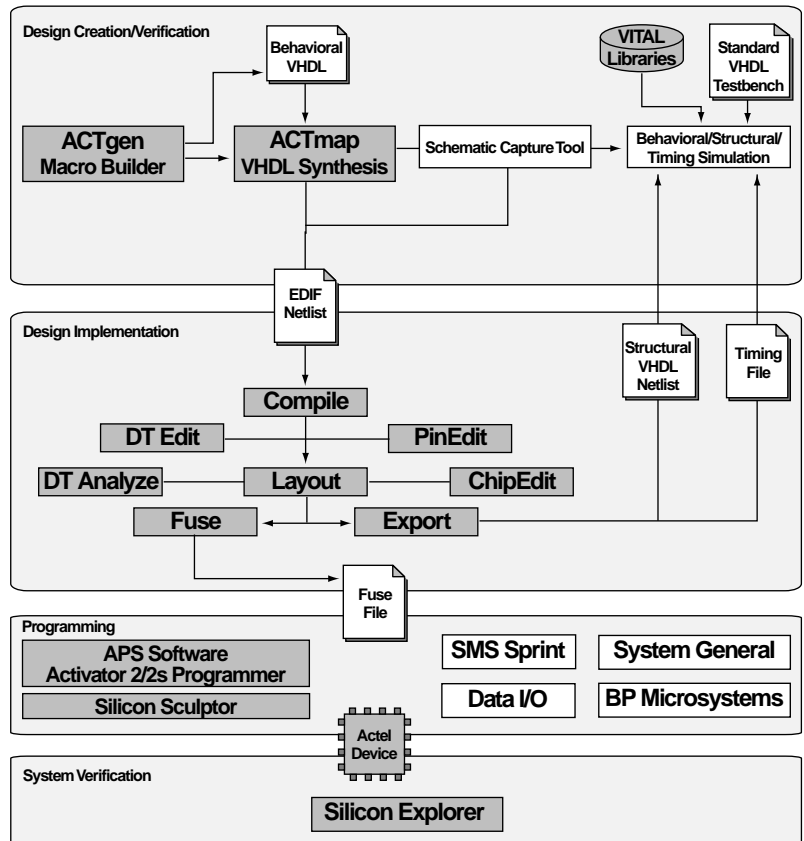 Design Creation/Verification
Behavioral
VHDL
VITAL
Libraries
Standard
VHDL
Testbench
ACTgen
Macro Builder
ACTmap
VHDL Synthesis
Schematic Capture Tool
Behavioral/Structural/
Timing Simulation
EDIF
Netlist
Design Implementation
Structural
VHDL
Netlist
Timing
File
Compile
DT Edit
PinEdit
DT Analyze
Layout
ChipEdit
Fuse
Export
Fuse
File
Programming
APS Software
Activator 2/2s Programmer
Silicon Sculptor
SMS Sprint
System General
Data I/O
BP Microsystems
Actel
Device
System Verification
Silicon Explorer